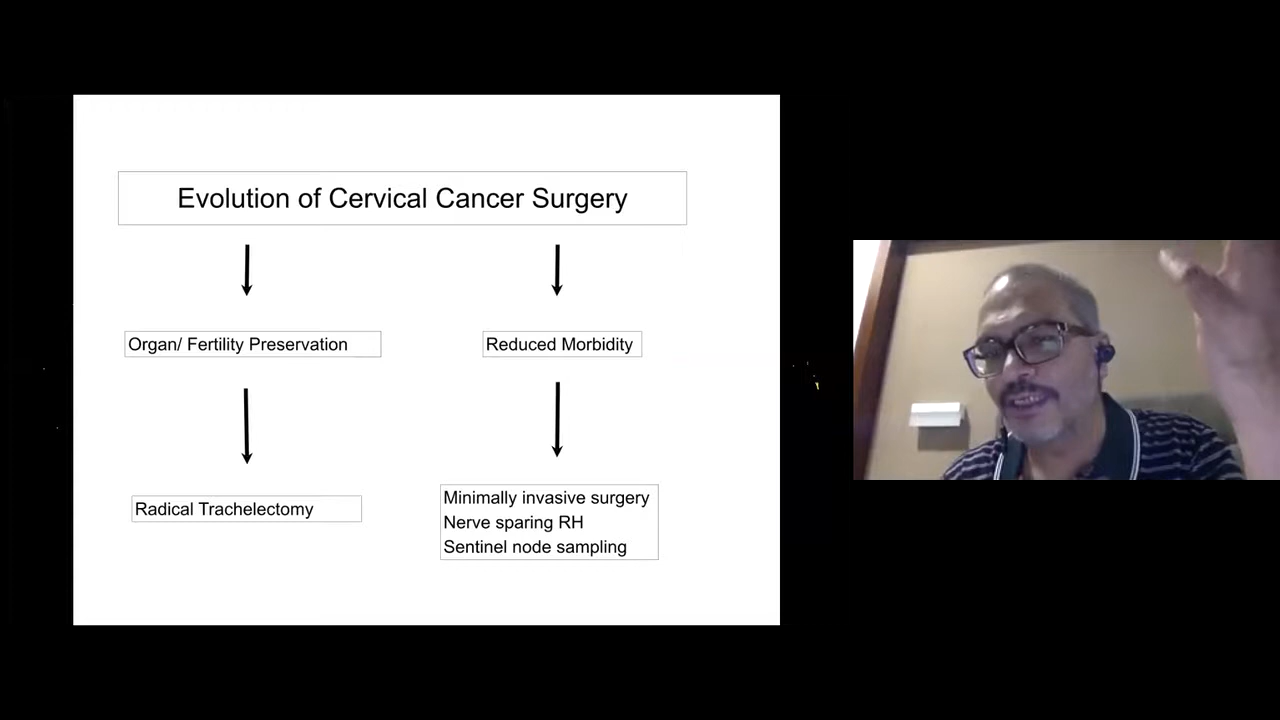 Evolution of Cervical Cancer Surgery
Organ/ Fertility Preservation
Reduced Morbidity
Radical Trachelectomy
Minimally invasive surgery
Nerve sparing RH
Sentinel node sampling